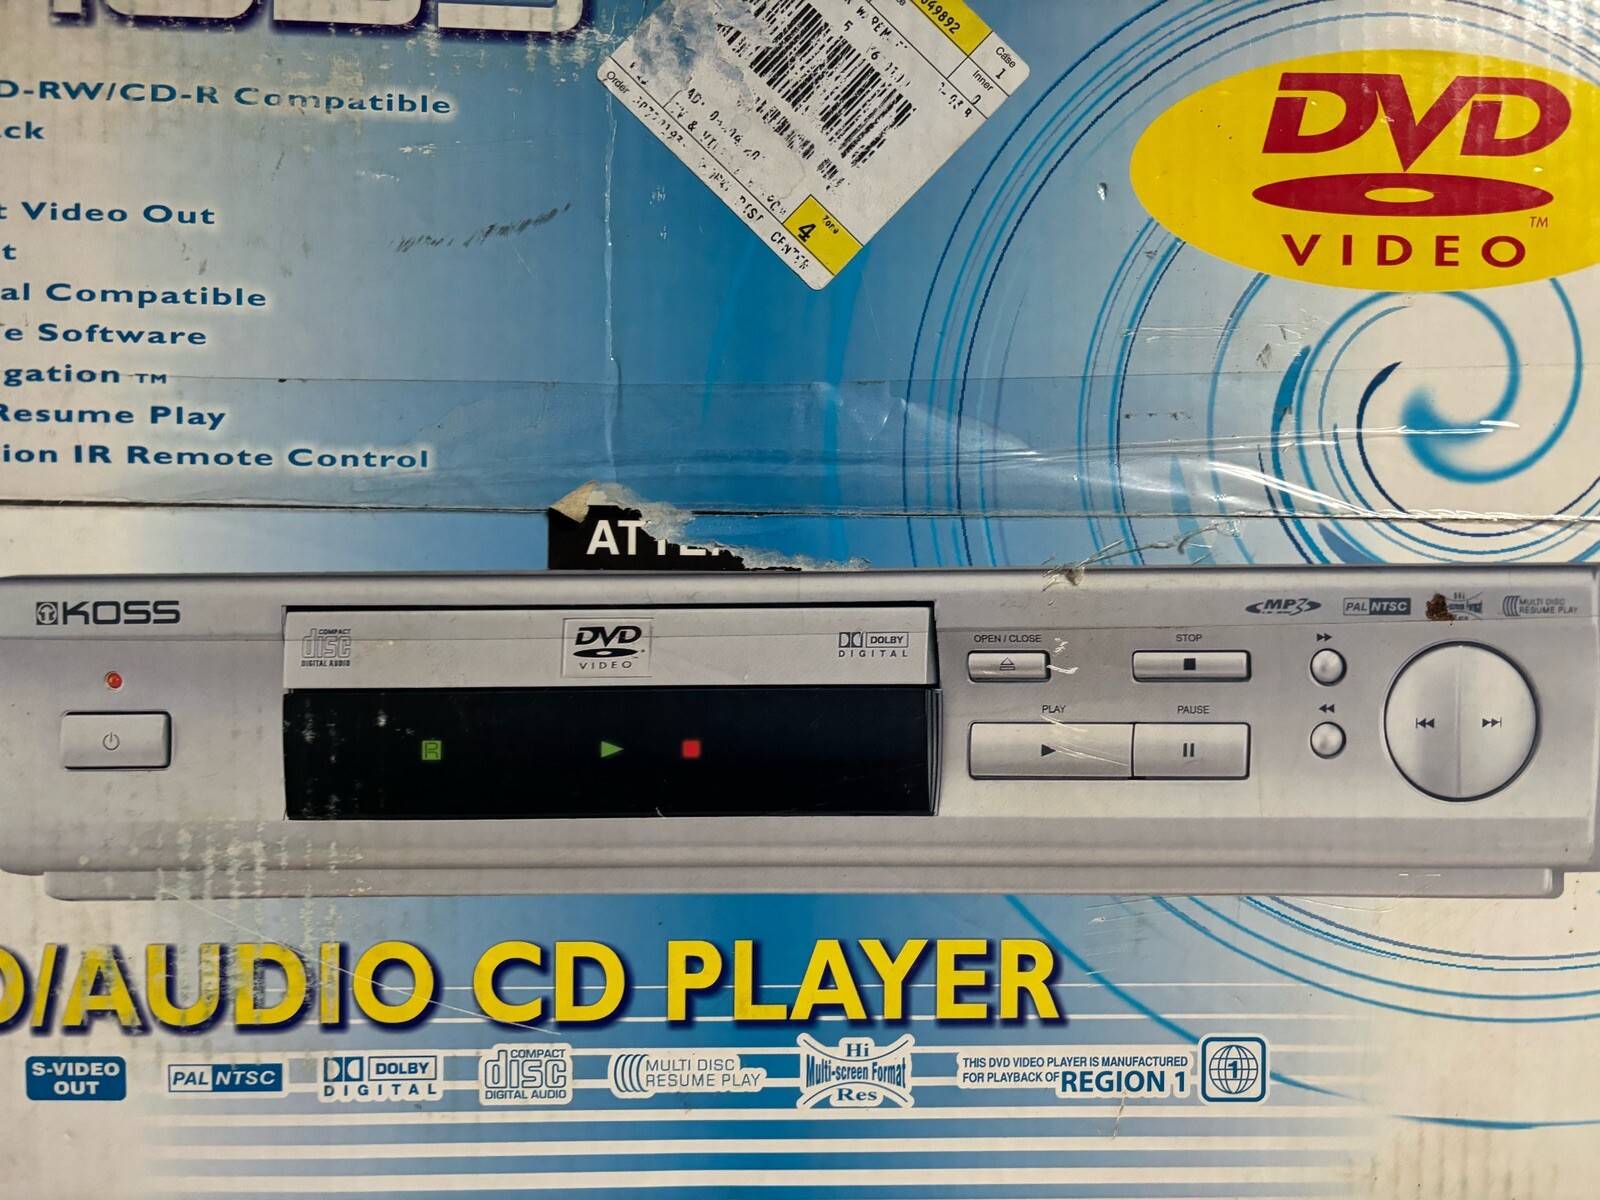 D-RW/CD-R Compatible
ck
t Video Out
t
al Compatible
e Software
gation ™
Resume Play
ion IR Remote Control
49892
Case
1
Inner
Order
Zone
4
DVD
VIDEO
™
KOSS
COMPACT
disc
DIGITAL AUDIO
DVD
VIDEO
DOLBY
DIGITAL
OPEN / CLOSE
STOP
PLAY
PAUSE
MP3
PAL NTSC
MULTI DISC
RESUME PLAY
R
D/AUDIO CD PLAYER
S-VIDEO
OUT
PAL NTSC
DOLBY
DIGITAL
COMPACT
disc
DIGITAL AUDIO
MULTI DISC
RESUME PLAY
Hi
Multi-screen Format
Res
THIS DVD VIDEO PLAYER IS MANUFACTURED
FOR PLAYBACK OF REGION 1
1